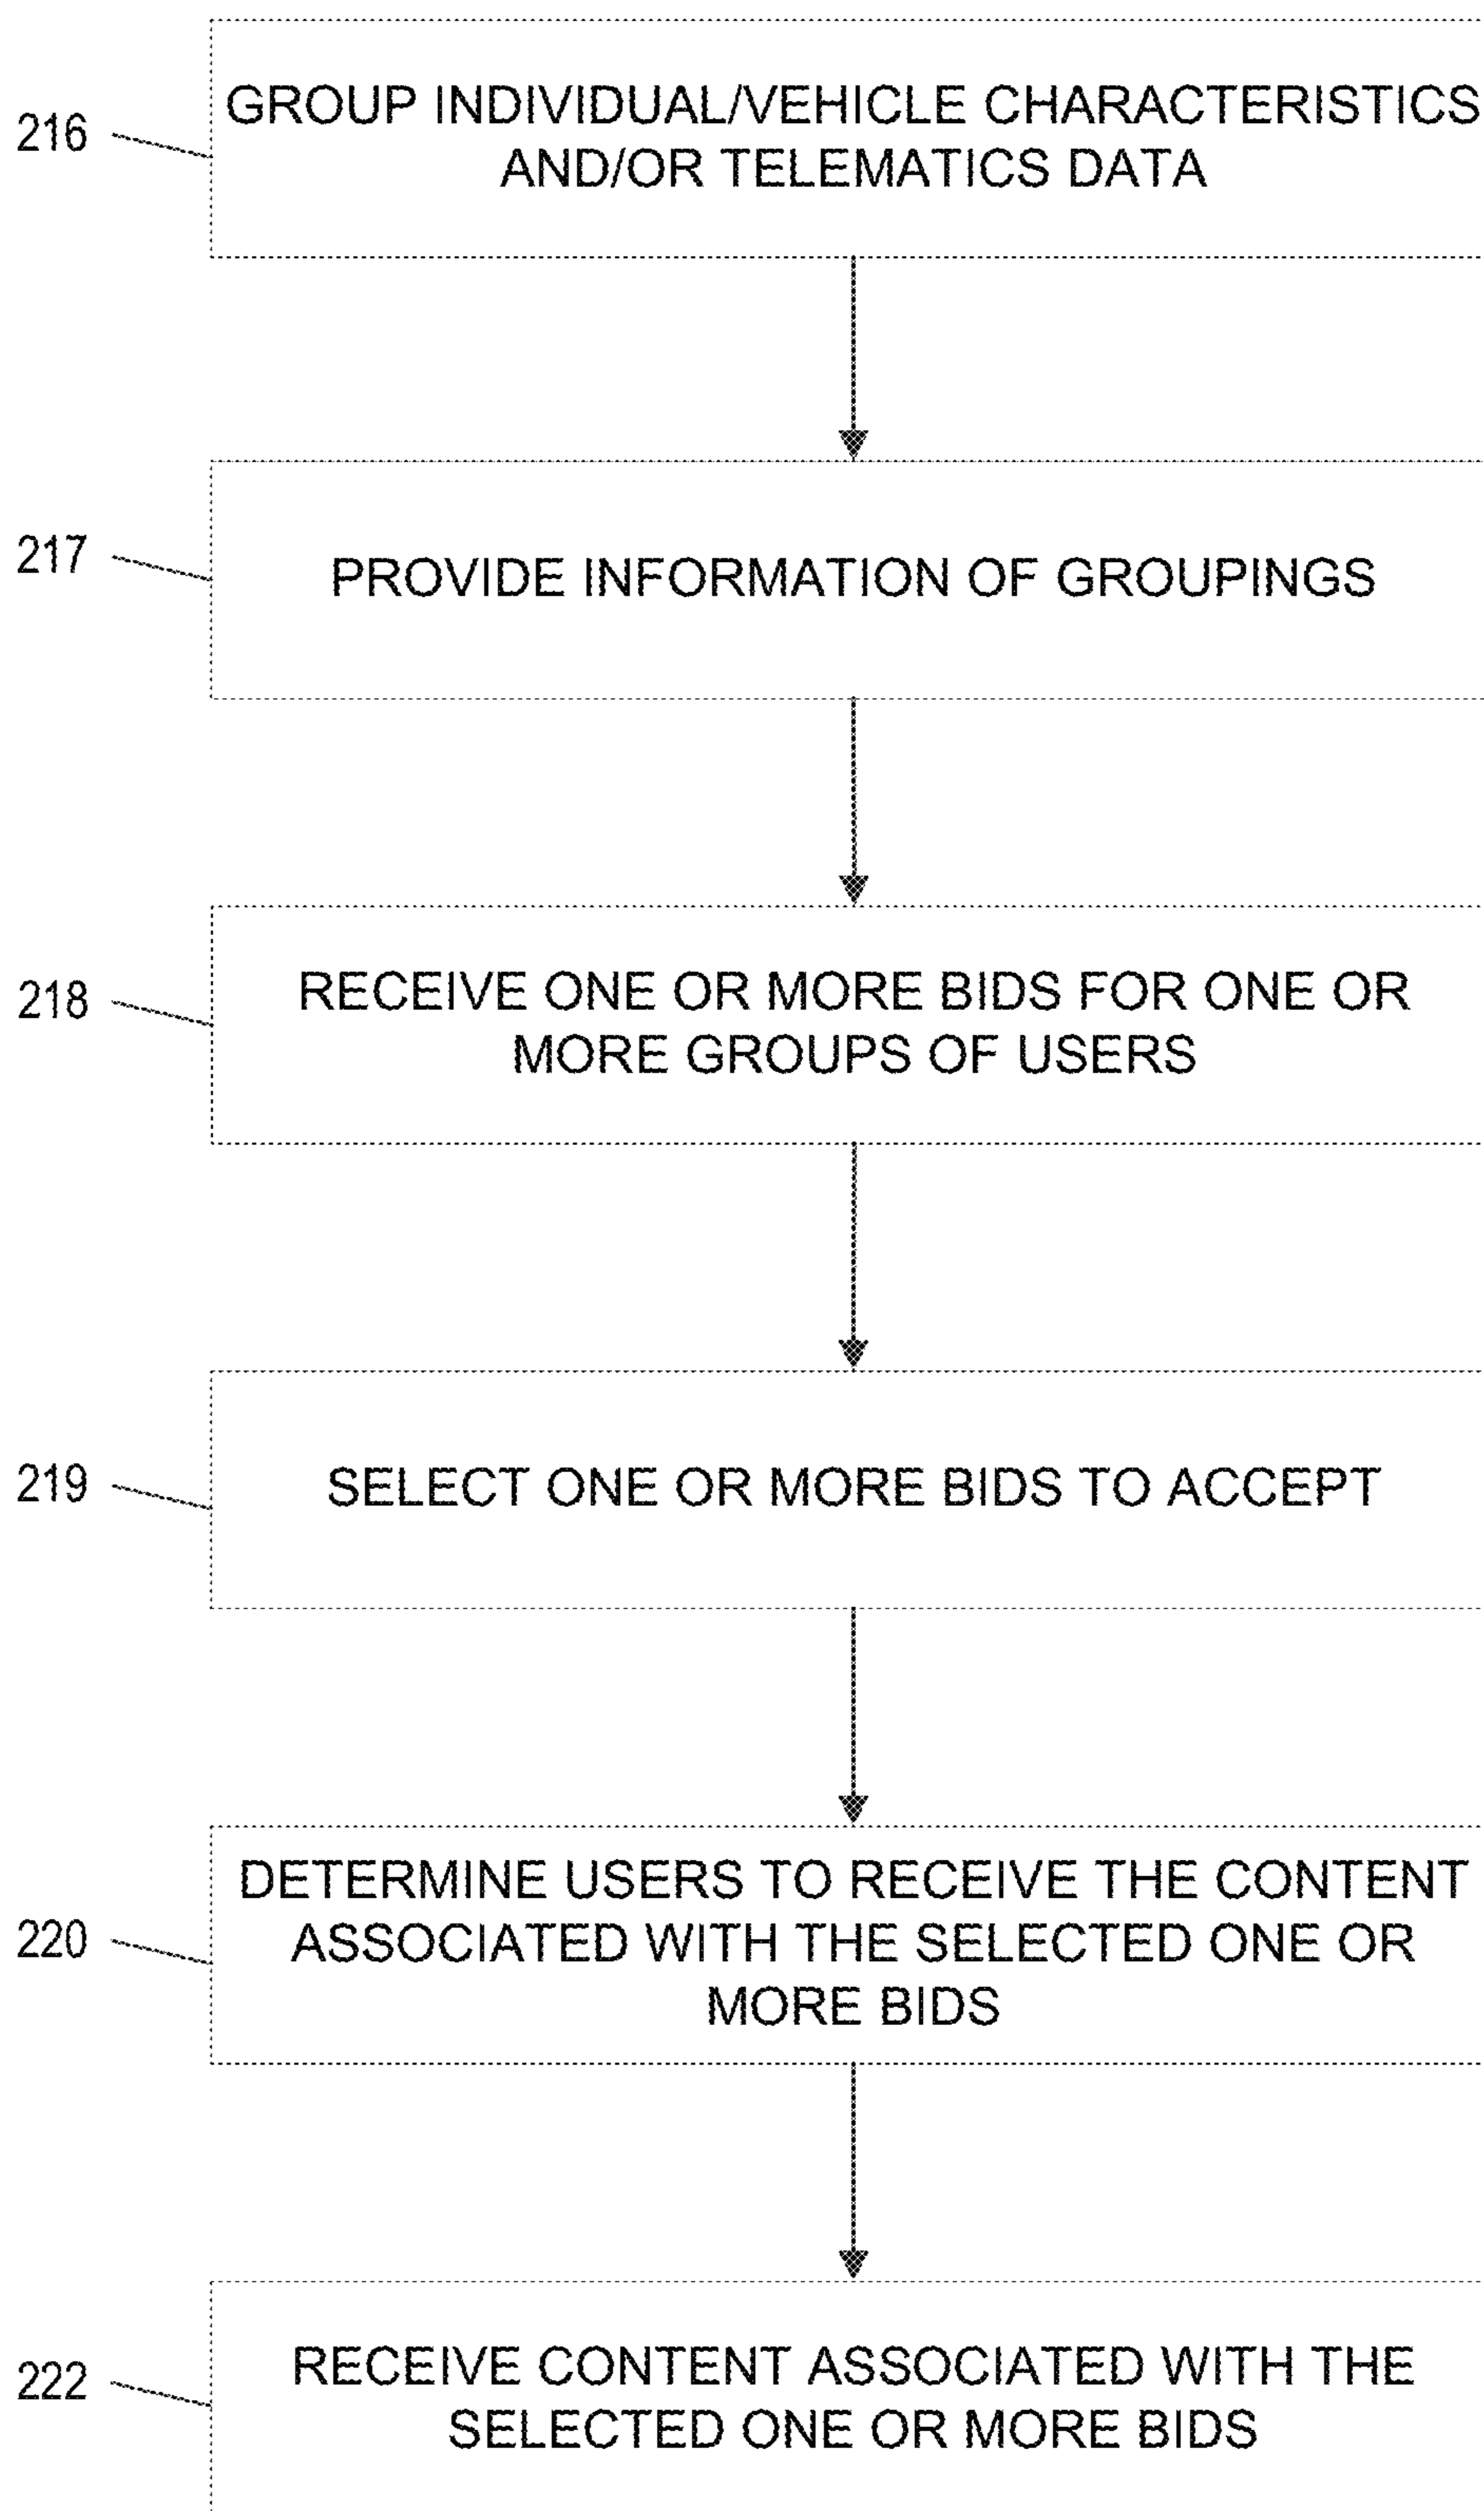 216
GROUP INDIVIDUAL/VEHICLE CHARACTERISTICS
AND/OR TELEMATICS DATA
217
PROVIDE INFORMATION OF GROUPINGS
218
RECEIVE ONE OR MORE BIDS FOR ONE OR
MORE GROUPS OF USERS
219
SELECT ONE OR MORE BIDS TO ACCEPT
220
DETERMINE USERS TO RECEIVE THE CONTENT
ASSOCIATED WITH THE SELECTED ONE OR
MORE BIDS
222
RECEIVE CONTENT ASSOCIATED WITH THE
SELECTED ONE OR MORE BIDS